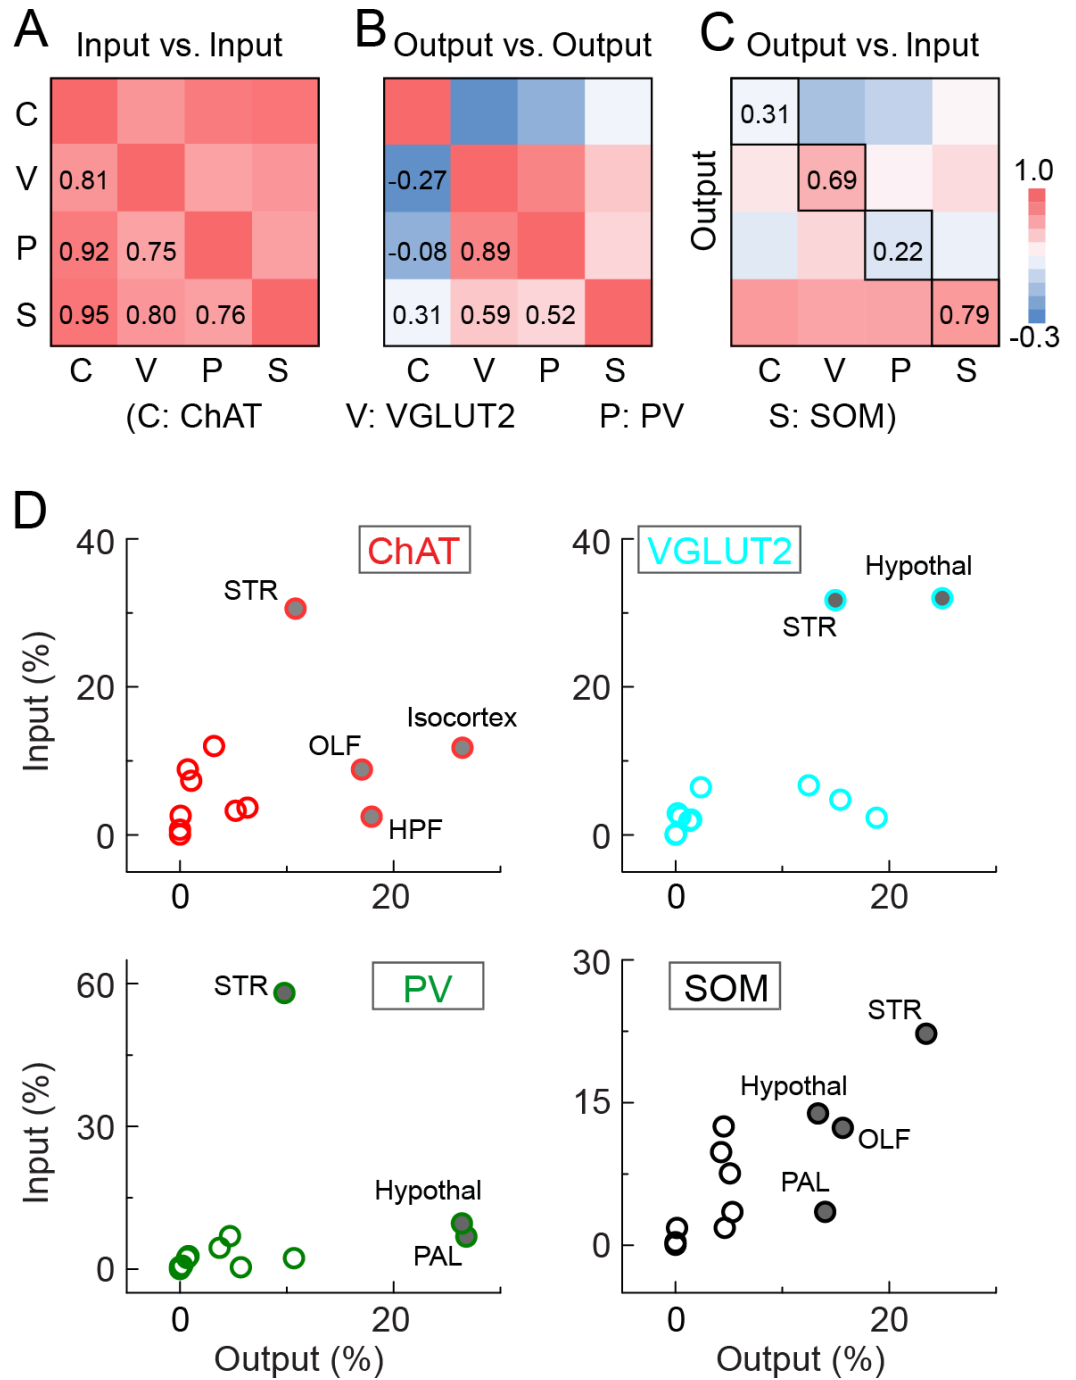 A B C
Input vs. Input Output vs. Output Output vs. Input
C 0.31
V 0.81 -0.27 0.69
P 0.92 0.75 -0.08 0.89 0.22
S 0.95 0.80 0.76 0.31 0.59 0.52 0.79
Output
1.0
-0.3
C V P S C V P S C V P S
(C: ChAT V: VGLUT2 P: PV S: SOM)
D
ChAT
Input (%)
40
20
0
STR
Isocortex
OLF
HPF
0 20
VGLUT2
Hypothal
STR
40
20
0
0 20
PV
Input (%)
60
30
0
STR
Hypothal
PAL
0 20
Output (%)
SOM
30
15
0
STR
Hypothal
OLF
PAL
0 20
Output (%)